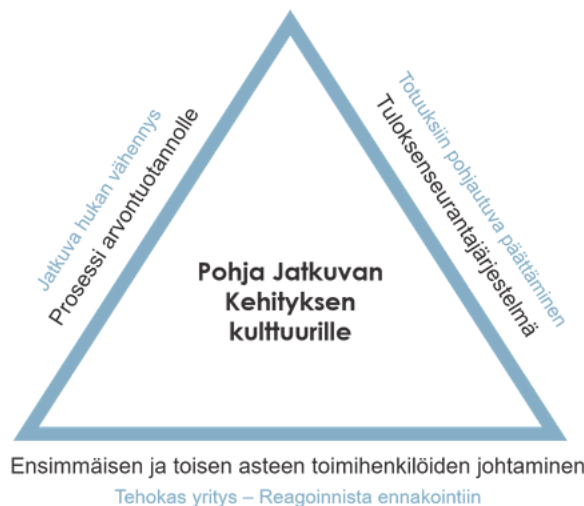 Jatkuva hukan vähennys
Prosessi arvontuotannolle
Totuuksiin pohjautuva päättäminen
Tuloksenseurantajärjestelmä
Pohja Jatkuvan
Kehityksen
kulttuurille
Ensimmäisen ja toisen asteen toimihenkilöiden johtaminen
Tehokas yritys – Reagoinnista ennakointiin